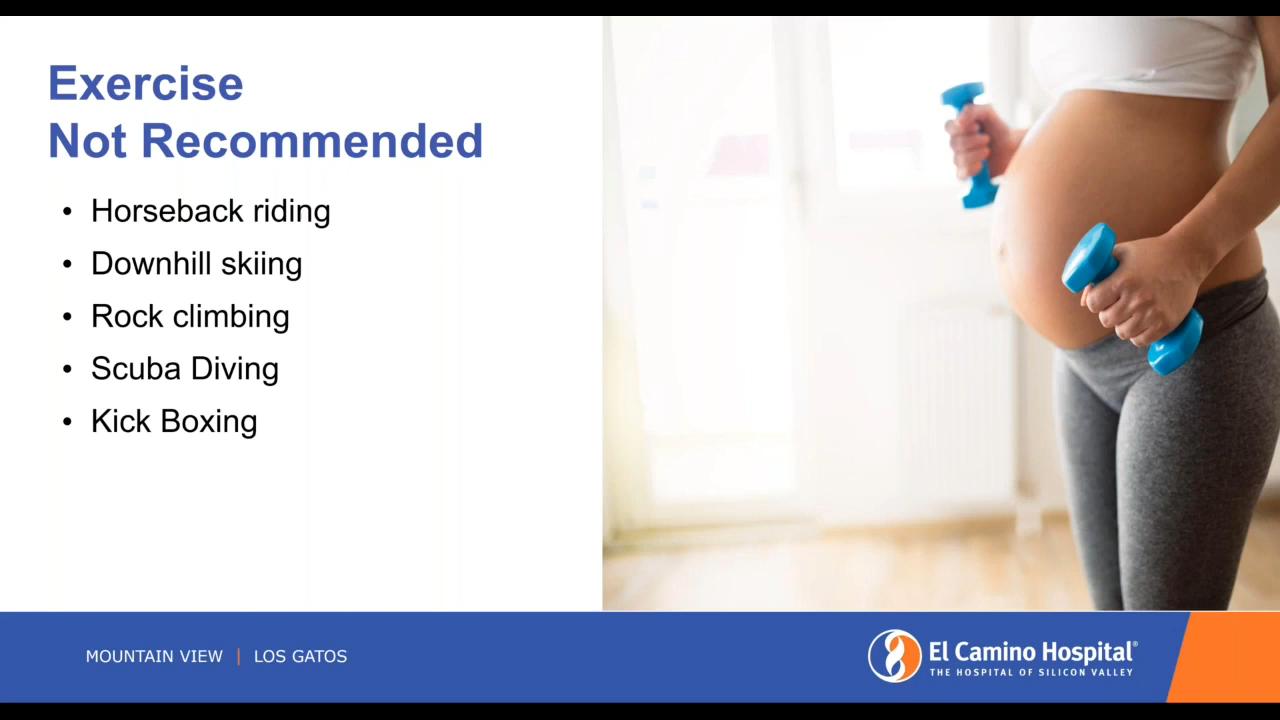 Exercise
Not Recommended
• Horseback riding
• Downhill skiing
• Rock climbing
• Scuba Diving
• Kick Boxing
MOUNTAIN VIEW | LOS GATOS
El Camino Hospital®
THE HOSPITAL OF SILICON VALLEY